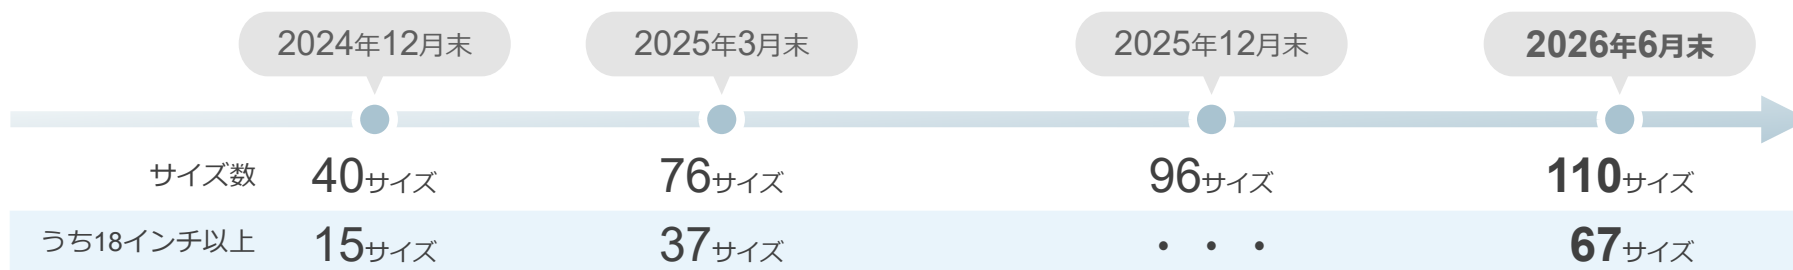 2024年12月末 2025年3月末 2025年12月末 2026年6月末
サイズ数 40サイズ 76サイズ 96サイズ 110サイズ
うち18インチ以上 15サイズ 37サイズ ・・・ 67サイズ